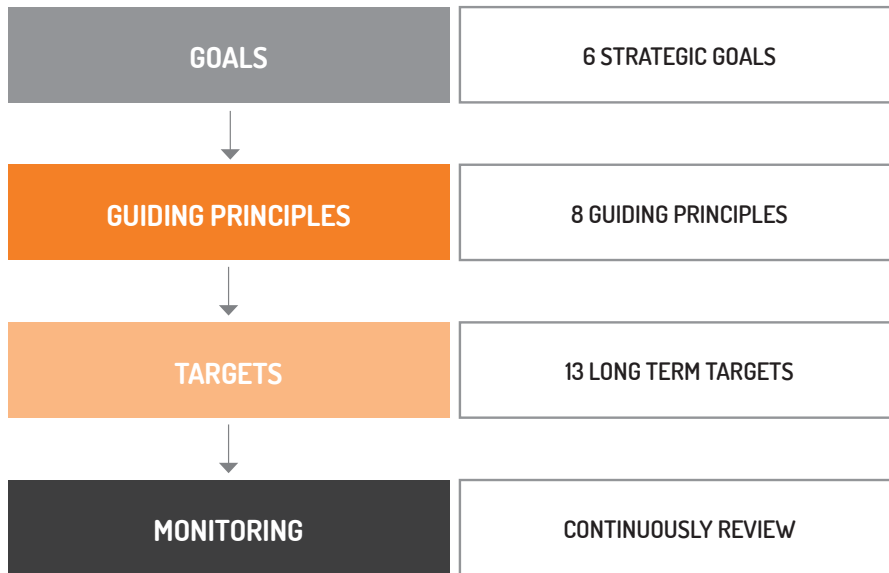 GOALS
6 STRATEGIC GOALS
GUIDING PRINCIPLES
8 GUIDING PRINCIPLES
TARGETS
13 LONG TERM TARGETS
MONITORING
CONTINUOUSLY REVIEW